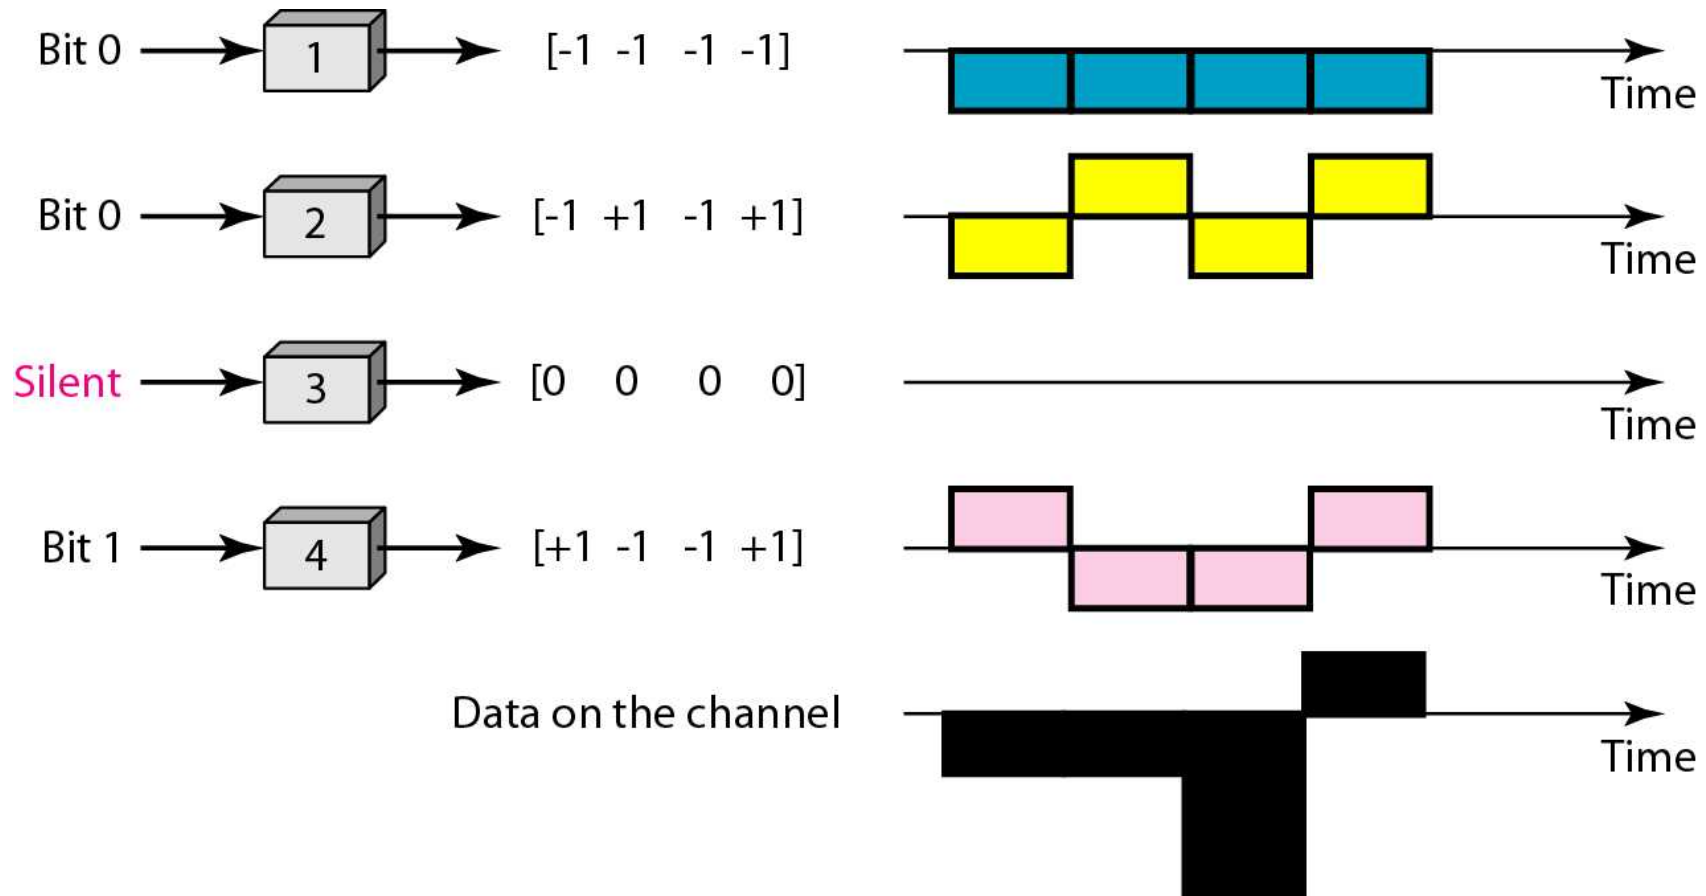 Bit 0 1 [-1 -1 -1 -1]
Time
Bit 0 2 [-1 +1 -1 +1]
Time
Silent 3 [0 0 0 0]
Time
Bit 1 4 [+1 -1 -1 +1]
Time
Data on the channel
Time